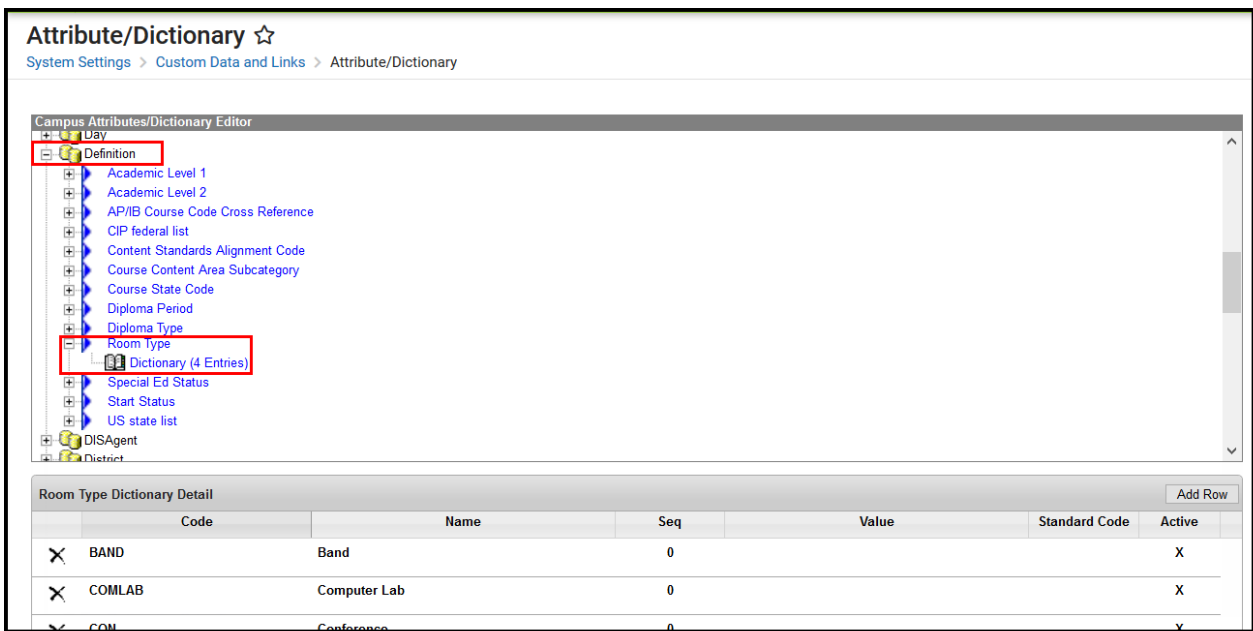 Attribute/Dictionary
System Settings > Custom Data and Links > Attribute/Dictionary
Campus Attributes/Dictionary Editor
Day
Definition
Academic Level 1
Academic Level 2
AP/IB Course Code Cross Reference
CIP federal list
Content Standards Alignment Code
Course Content Area Subcategory
Course State Code
Diploma Period
Diploma Type
Room Type
Dictionary (4 Entries)
Special Ed Status
Start Status
US state list
DISAgent
District
Room Type Dictionary Detail Add Row
Code Name Seq Value Standard Code Active
BAND Band 0 X
COMLAB Computer Lab 0 X
CON Conference 0 X